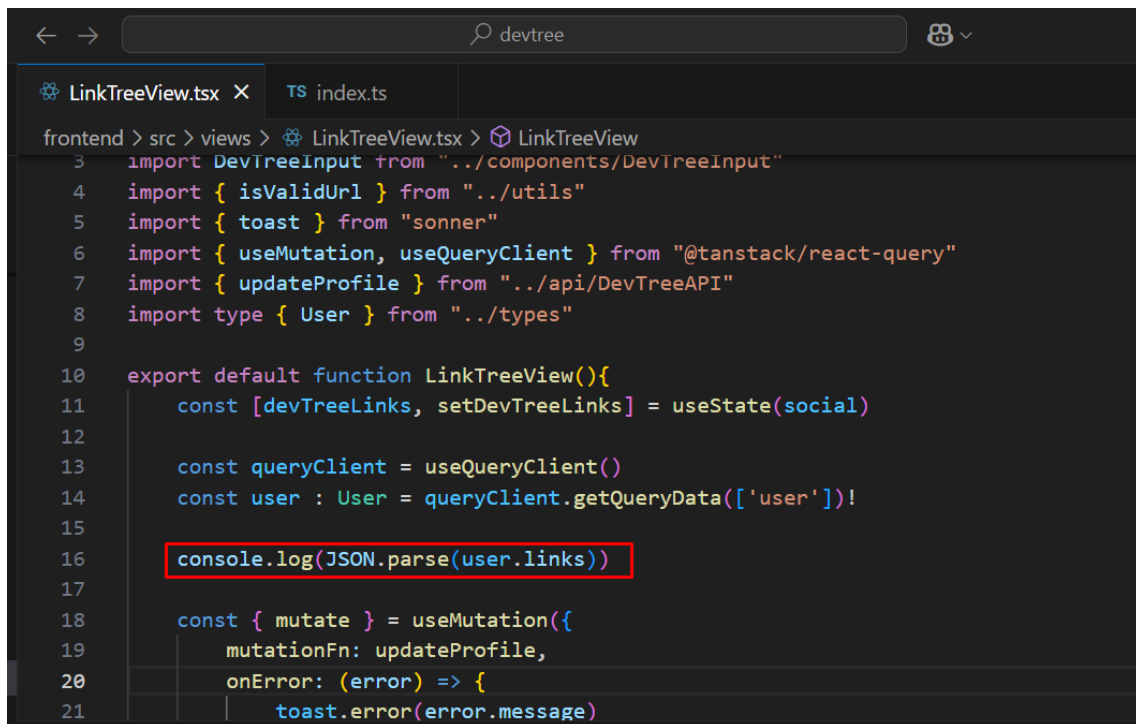 devtree
LinkTreeView.tsx
TS index.ts
frontend > src > views > LinkTreeView.tsx > LinkTreeView
3 import DevTreeInput from "../components/DevTreeInput"
4 import { isValidUrl } from "../utils"
5 import { toast } from "sonner"
6 import { useMutation, useQueryClient } from "@tanstack/react-query"
7 import { updateProfile } from "../api/DevTreeAPI"
8 import type { User } from "../types"
9
10 export default function LinkTreeView(){
11 const [devTreeLinks, setDevTreeLinks] = useState(social)
12
13 const queryClient = useQueryClient()
14 const user : User = queryClient.getQueryData(['user'])!
15
16 console.log(JSON.parse(user.links))
17
18 const { mutate } = useMutation({
19 mutationFn: updateProfile,
20 onError: (error) => {
21 toast.error(error.message)